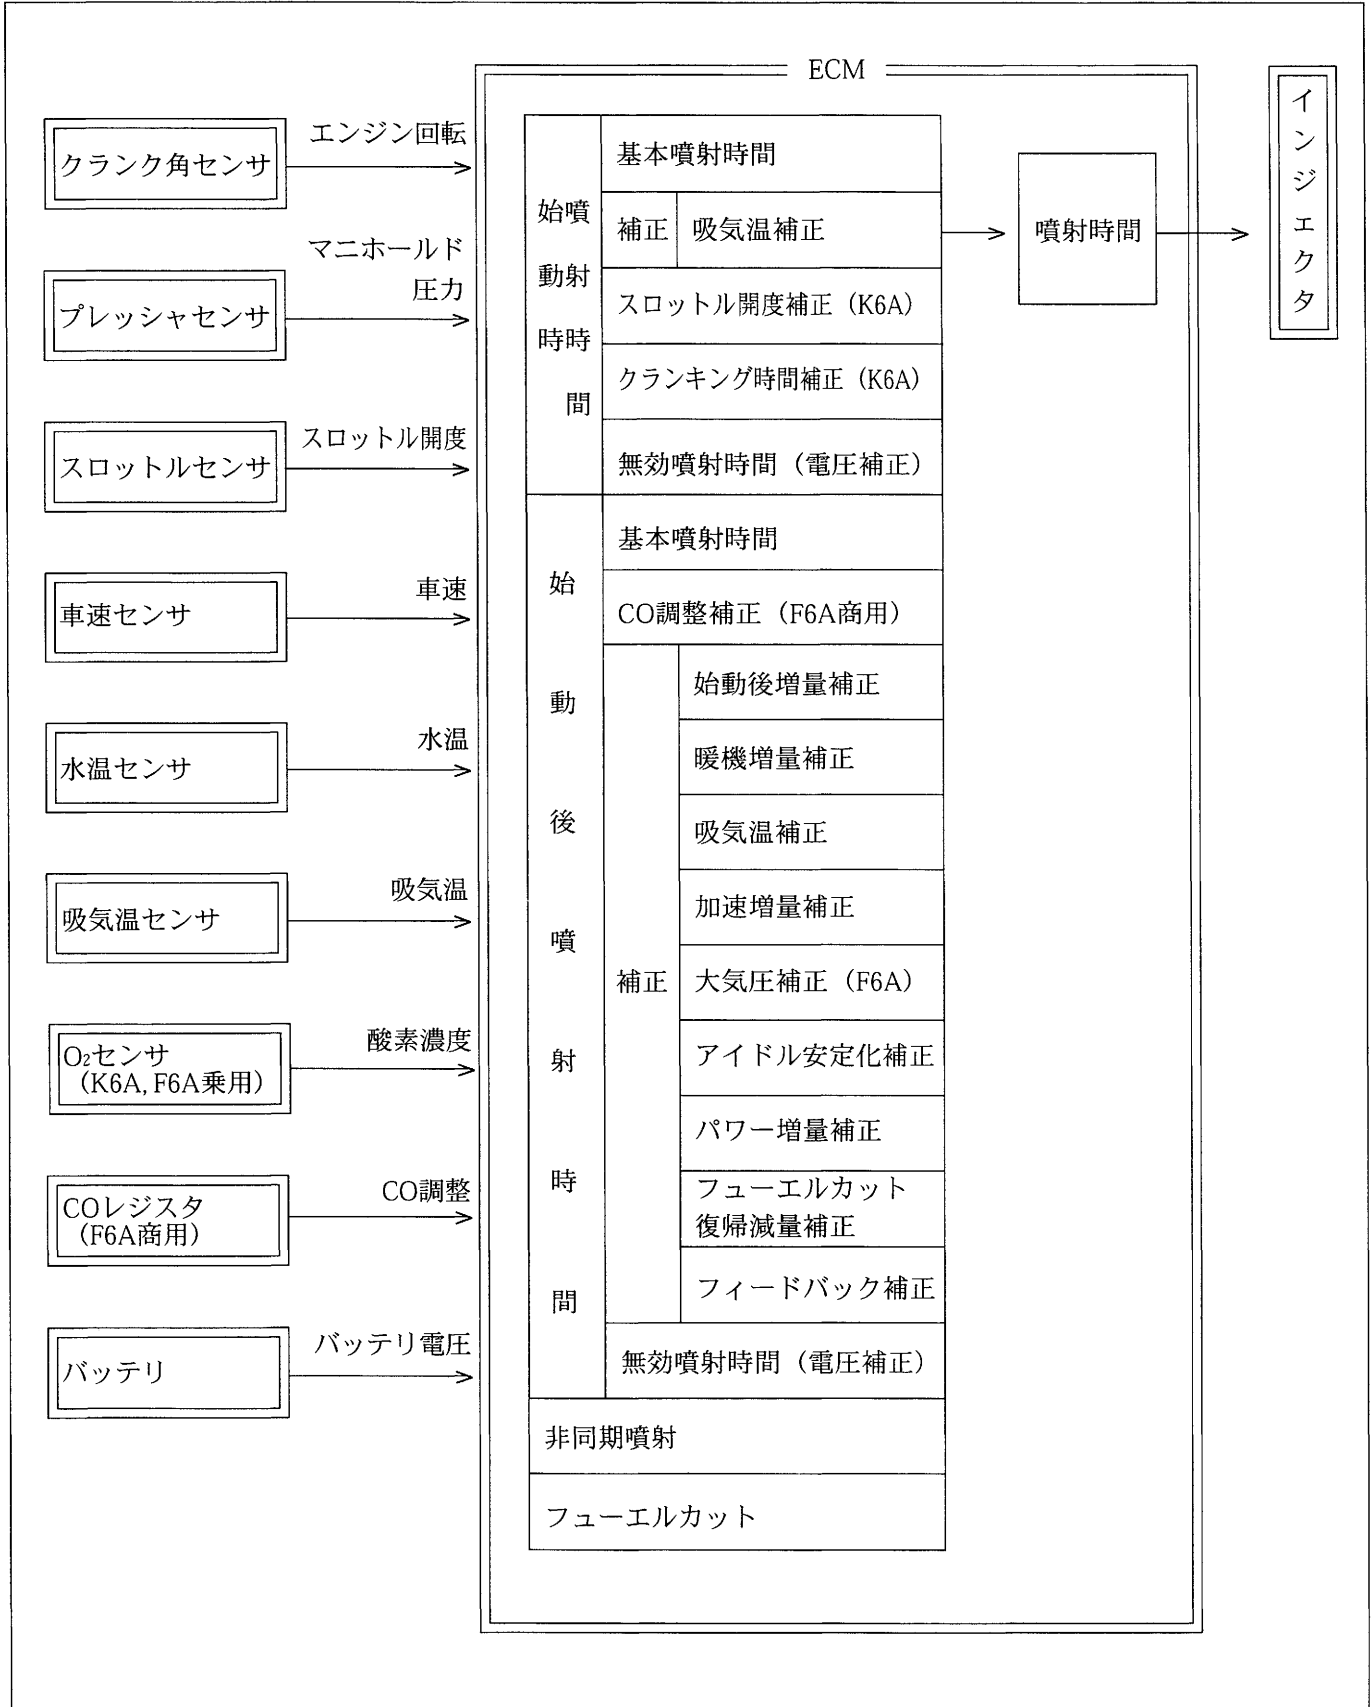 ECM
クランク角センサ
エンジン回転
プレッシャセンサ
マニホールド
圧力
スロットルセンサ
スロットル開度
車速センサ
車速
水温センサ
水温
吸気温センサ
吸気温
O₂センサ
(K6A, F6A乗用)
酸素濃度
COレジスタ
(F6A商用)
CO調整
バッテリ
バッテリ電圧
始動時
噴射時間
基本噴射時間
補正
吸気温補正
スロットル開度補正 (K6A)
クランキング時間補正 (K6A)
無効噴射時間 (電圧補正)
始動後噴射時間
基本噴射時間
CO調整補正 (F6A商用)
補正
始動後増量補正
暖機増量補正
吸気温補正
加速増量補正
大気圧補正 (F6A)
アイドル安定化補正
パワー増量補正
フューエルカット
復帰減量補正
フィードバック補正
無効噴射時間 (電圧補正)
非同期噴射
フューエルカット
噴射時間
インジェクタ